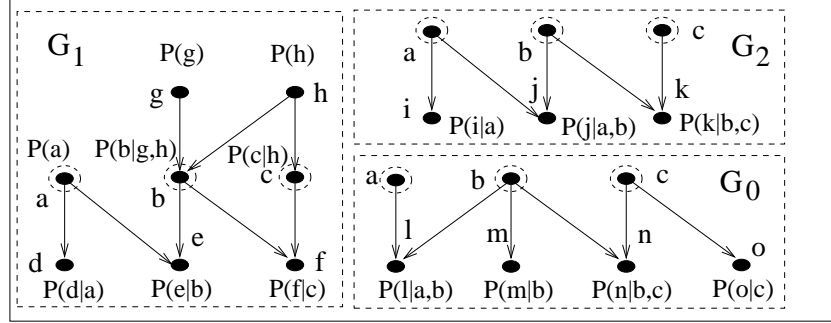 G1
P(g) P(h)
g h
P(a) P(b|g,h) P(c|h)
a b c
e
d f
P(d|a) P(e|b) P(f|c)
a b c G2
i j k
P(i|a) P(j|a,b) P(k|b,c)
a b c G0
l m n o
P(l|a,b) P(m|b) P(n|b,c) P(o|c)